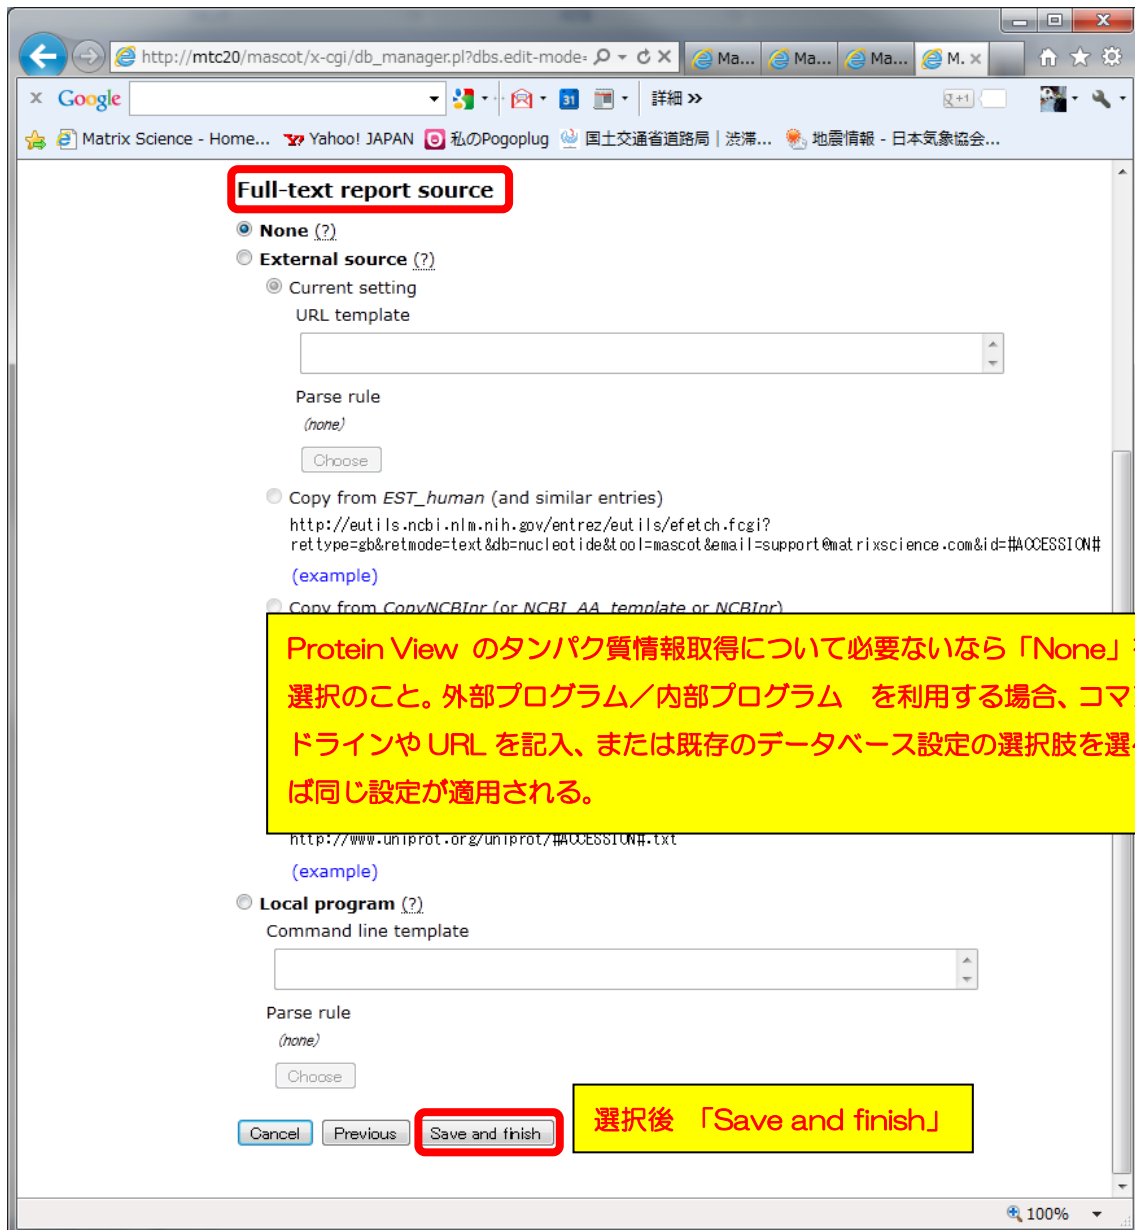 http://mtc20/mascot/x-cgi/db_manager.pl?dbs.edit-mode=
Ma...
Ma...
Ma...
M.
× Google
31
詳細 »
+1
Matrix Science - Home...
Yahoo! JAPAN
私のPogoplug
国土交通省道路局 | 渋滞...
地震情報 - 日本気象協会...
Full-text report source
None (?)
External source (?)
Current setting
URL template
Parse rule
(none)
Choose
Copy from EST_human (and similar entries)
http://eutils.ncbi.nlm.nih.gov/entrez/eutils/efetch.fcgi?
rettype=gb&retmode=text&db=nucleotide&tool=mascot&email=support@matrixscience.com&id=#ACCESSION#
(example)
Copy from CopyNCBInr (or NCBI_AA_template or NCBInr)
Protein View のタンパク質情報取得について必要ないなら「None」
選択のこと。外部プログラム／内部プログラム を利用する場合、コマ
ドラインや URL を記入、または既存のデータベース設定の選択肢を選
ば同じ設定が適用される。
http://www.uniprot.org/uniprot/#ACCESSION#.txt
(example)
Local program (?)
Command line template
Parse rule
(none)
Choose
Cancel
Previous
Save and finish
選択後 「Save and finish」
100%